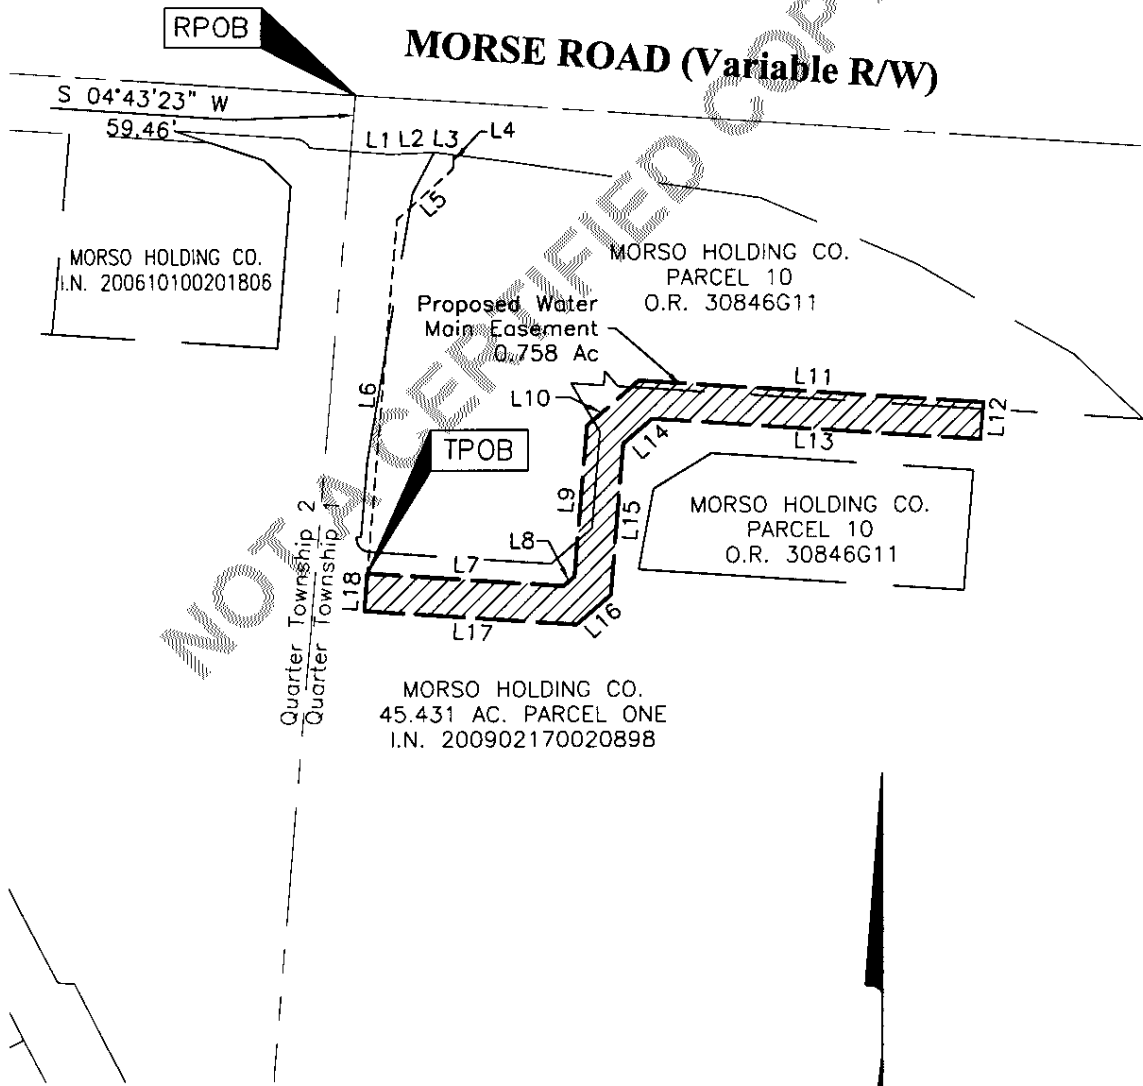 RPOB
MORSE ROAD (Variable R/W)
S 04°43'23" W
59.46'
L1 L2 L3
L4
L5
MORSO HOLDING CO.
I.N. 200610100201806
MORSO HOLDING CO.
PARCEL 10
O.R. 30846G11
Proposed Water
Main Easement
0.758 Ac
L6
L10
L11
L12
L13
L14
TPOB
L9
L15
MORSO HOLDING CO.
PARCEL 10
O.R. 30846G11
L8
L7
L18
L16
L17
Quarter Township 2
Quarter Township 1
MORSO HOLDING CO.
45.431 AC. PARCEL ONE
I.N. 200902170020898
NOT A CERTIFIED COP